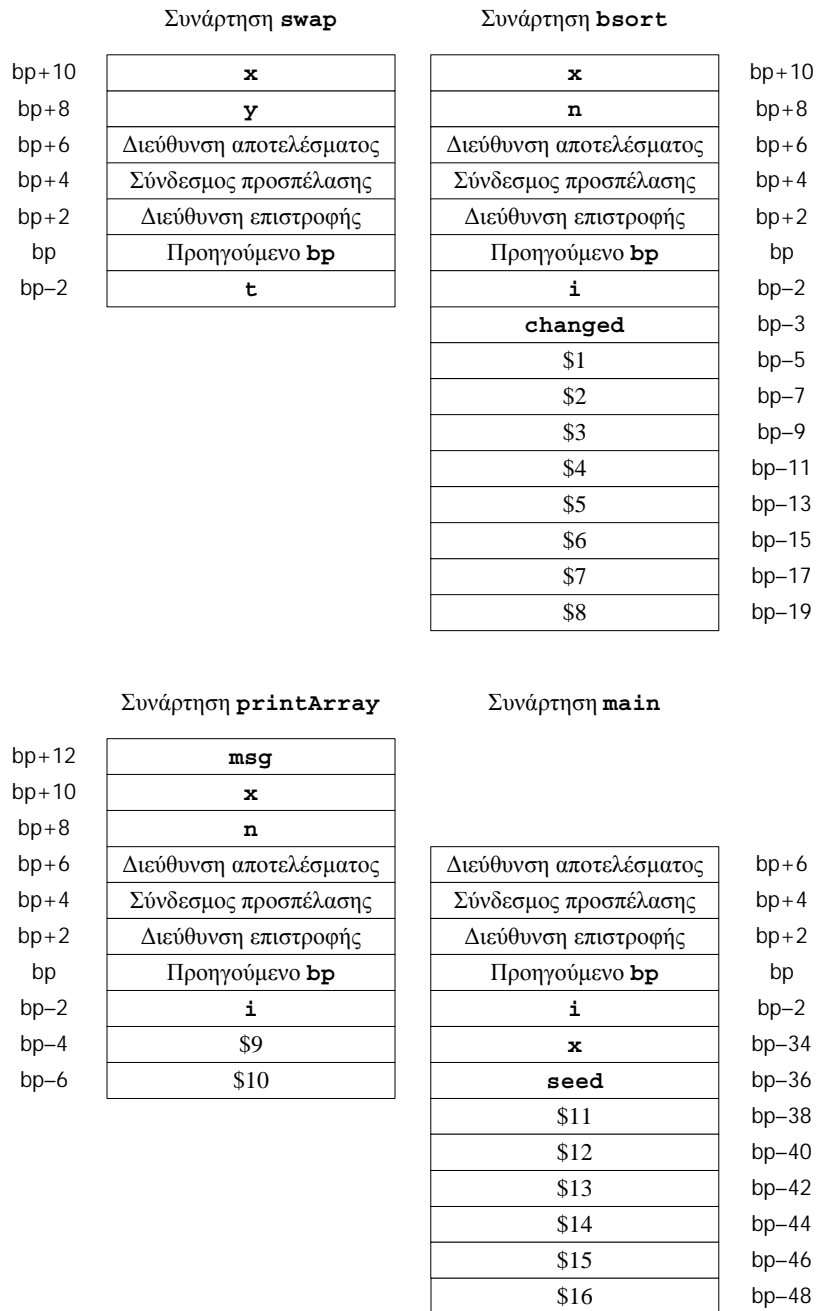 Συνάρτηση swap Συνάρτηση bsort
bp+10 x x bp+10
bp+8 y n bp+8
bp+6 Διεύθυνση αποτελέσματος Διεύθυνση αποτελέσματος bp+6
bp+4 Σύνδεσμος προσπέλασης Σύνδεσμος προσπέλασης bp+4
bp+2 Διεύθυνση επιστροφής Διεύθυνση επιστροφής bp+2
bp Προηγούμενο bp Προηγούμενο bp bp
bp−2 t i bp−2
changed bp−3
$1 bp−5
$2 bp−7
$3 bp−9
$4 bp−11
$5 bp−13
$6 bp−15
$7 bp−17
$8 bp−19
Συνάρτηση printArray Συνάρτηση main
bp+12 msg
bp+10 x
bp+8 n
bp+6 Διεύθυνση αποτελέσματος Διεύθυνση αποτελέσματος bp+6
bp+4 Σύνδεσμος προσπέλασης Σύνδεσμος προσπέλασης bp+4
bp+2 Διεύθυνση επιστροφής Διεύθυνση επιστροφής bp+2
bp Προηγούμενο bp Προηγούμενο bp bp
bp−2 i i bp−2
bp−4 $9 x bp−34
bp−6 $10 seed bp−36
$11 bp−38
$12 bp−40
$13 bp−42
$14 bp−44
$15 bp−46
$16 bp−48